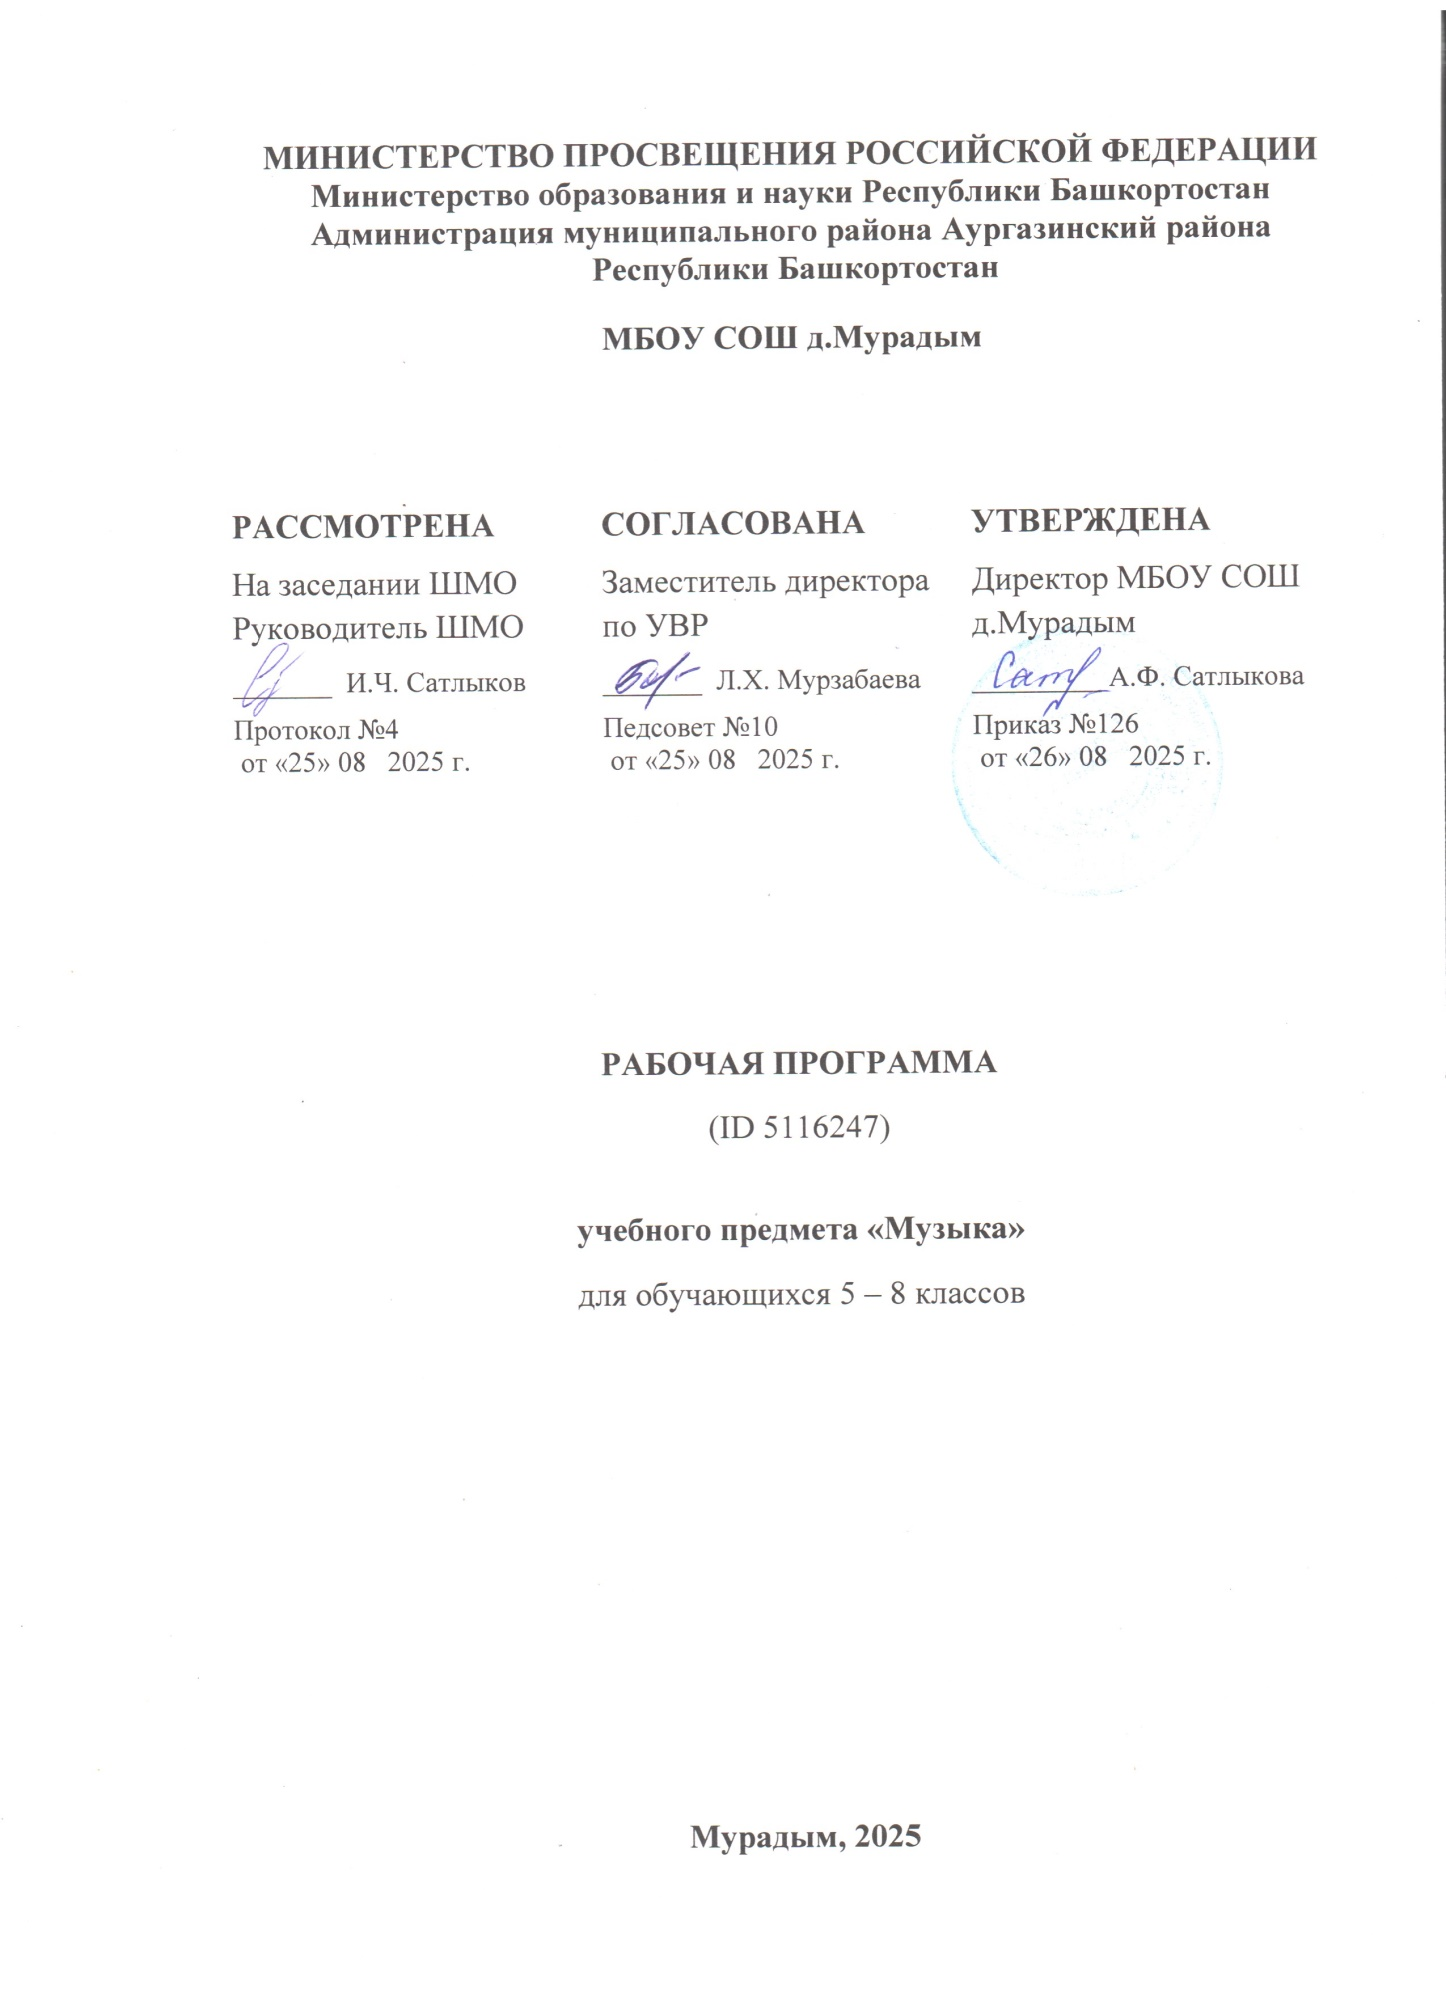 МИНИСТЕРСТВО ПРОСВЕЩЕНИЯ РОССИЙСКОЙ ФЕДЕРАЦИИ
Министерство образования и науки Республики Башкортостан
Администрация муниципального района Аургазинский района
Республики Башкортостан
МБОУ СОШ д.Мурадым
РАССМОТРЕНА
На заседании ШМО
Руководитель ШМО
_______ И.Ч. Сатлыков
Протокол №4
от «25» 08 2025 г.
СОГЛАСОВАНА
Заместитель директора
по УВР
_______ Л.Х. Мурзабаева
Педсовет №10
от «25» 08 2025 г.
УТВЕРЖДЕНА
Директор МБОУ СОШ
д.Мурадым
__________А.Ф. Сатлыкова
Приказ №126
от «26» 08 2025 г.
РАБОЧАЯ ПРОГРАММА
(ID 5116247)
учебного предмета «Музыка»
для обучающихся 5 – 8 классов
Мурадым, 2025